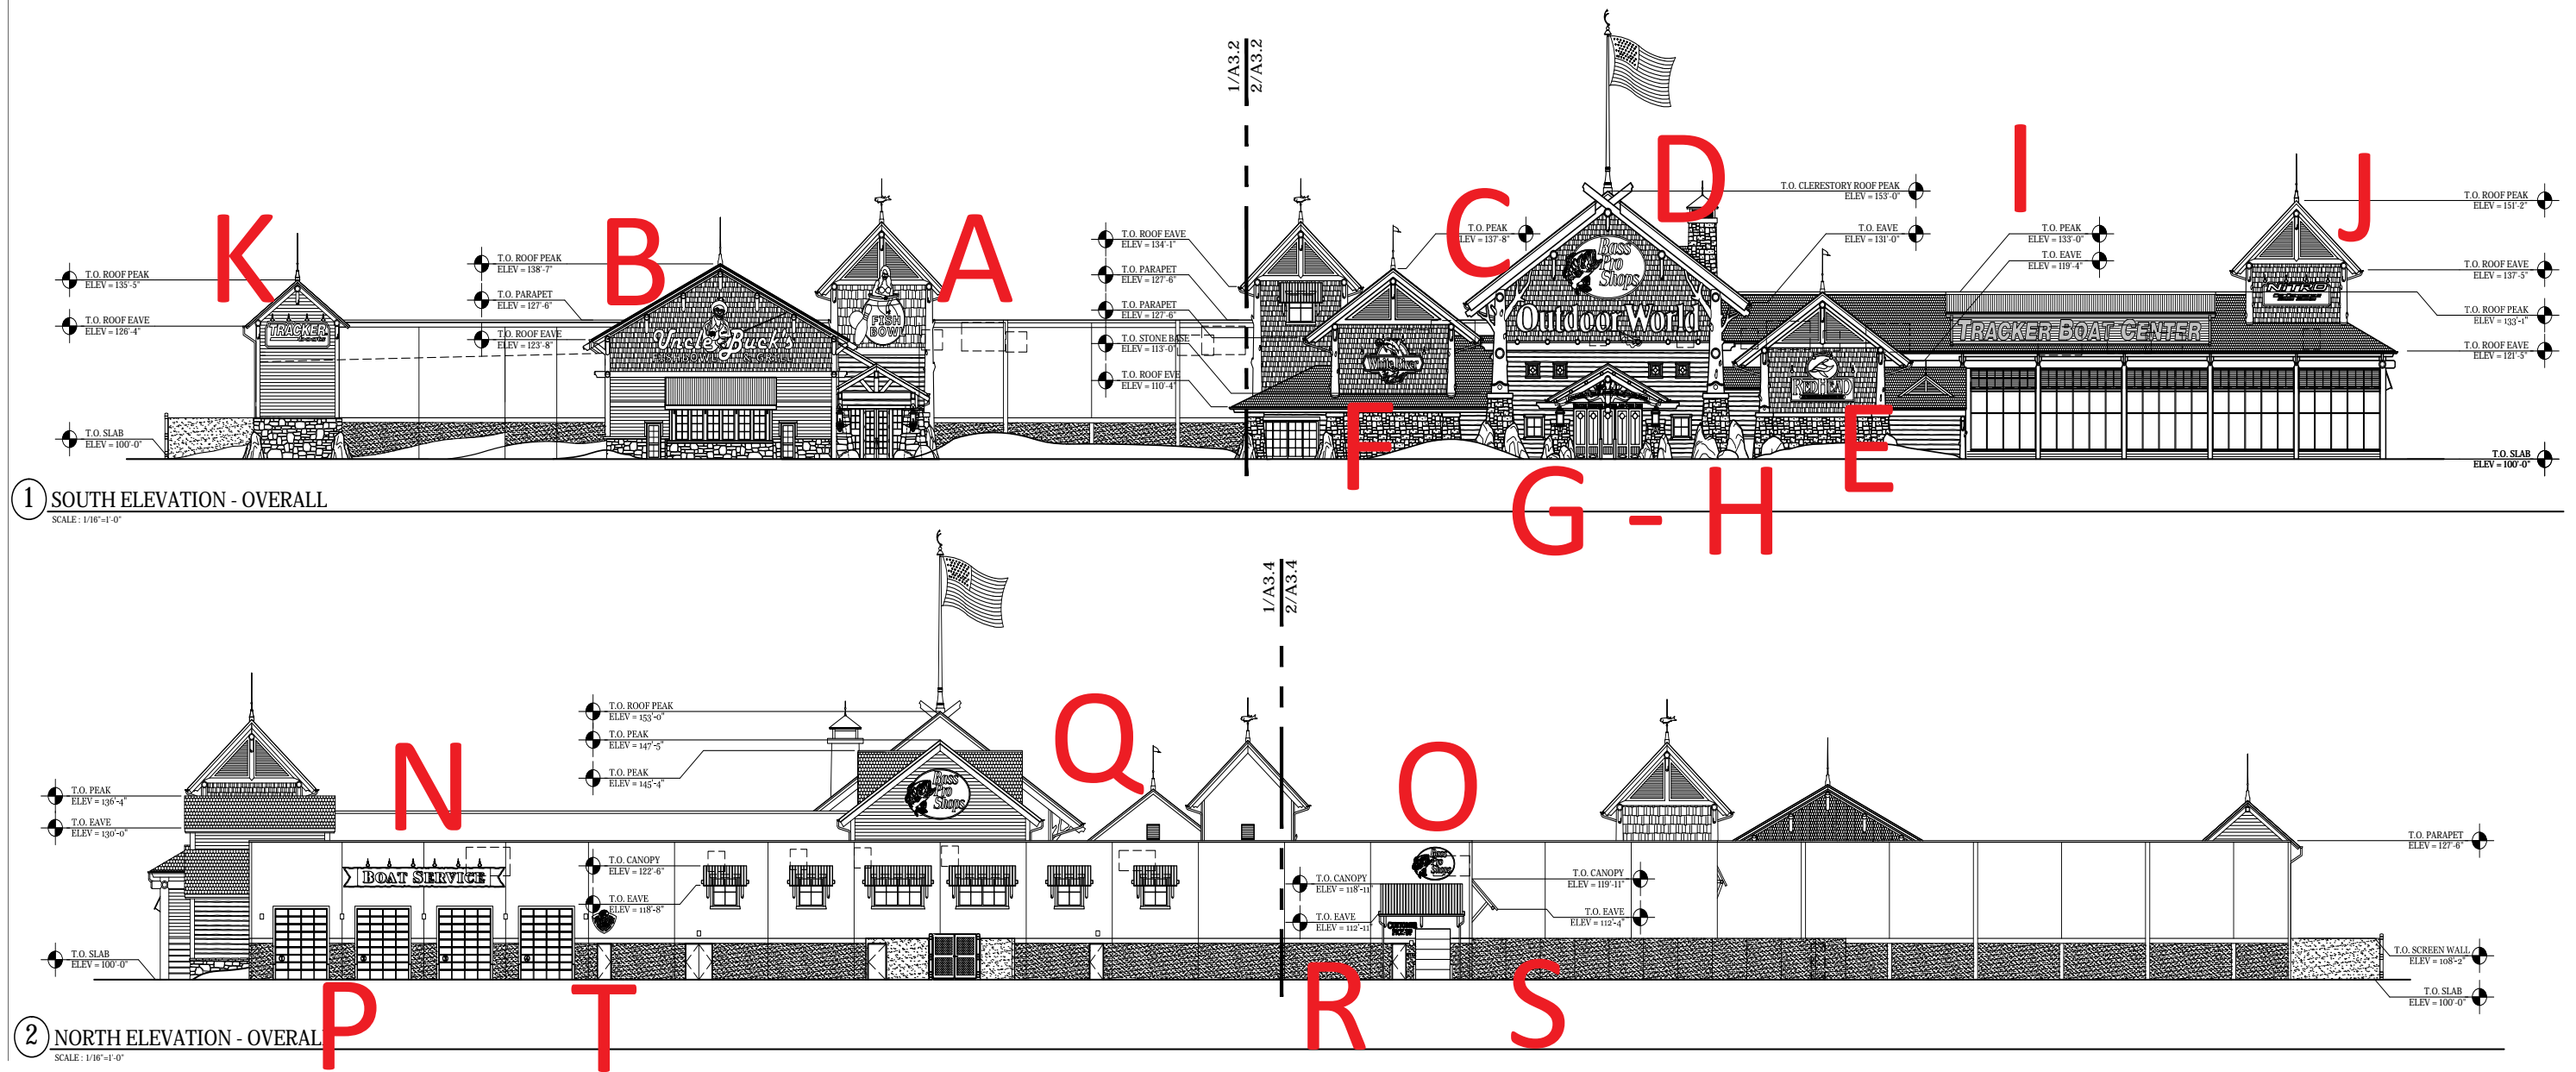 1/A3.2
2/A3.2
K
B
A
C
D
I
J
T.O. ROOF PEAK
ELEV = 135'-5"
T.O. ROOF EAVE
ELEV = 126'-4"
T.O. SLAB
ELEV = 100'-0"
T.O. ROOF PEAK
ELEV = 138'-7"
T.O. PARAPET
ELEV = 127'-6"
T.O. ROOF EAVE
ELEV = 123'-8"
T.O. ROOF EAVE
ELEV = 134'-1"
T.O. PARAPET
ELEV = 127'-6"
T.O. PARAPET
ELEV = 127'-6"
T.O. STONE BASE
ELEV = 113'-0"
T.O. ROOF EVE
ELEV = 110'-4"
T.O. PEAK
ELEV = 137'-8"
T.O. CLERESTORY ROOF PEAK
ELEV = 153'-0"
T.O. EAVE
ELEV = 131'-0"
T.O. PEAK
ELEV = 133'-0"
T.O. EAVE
ELEV = 119'-4"
T.O. ROOF PEAK
ELEV = 151'-2"
T.O. ROOF EAVE
ELEV = 137'-5"
T.O. ROOF PEAK
ELEV = 133'-1"
T.O. ROOF EAVE
ELEV = 121'-5"
T.O. SLAB
ELEV = 100'-0"
TRACKER
boats
Uncle Buck's
FISHBOWL & GRILL
FISH
BOWL
White River
Bass
Pro
Shops
Outdoor World
REDHEAD
TRACKER BOAT CENTER
NITRO
F
E
G - H
1 SOUTH ELEVATION - OVERALL
SCALE : 1/16"=1'-0"
1/A3.4
2/A3.4
N
Q
O
T.O. PEAK
ELEV = 136'-4"
T.O. EAVE
ELEV = 130'-0"
T.O. SLAB
ELEV = 100'-0"
T.O. ROOF PEAK
ELEV = 153'-0"
T.O. PEAK
ELEV = 147'-5"
T.O. PEAK
ELEV = 145'-4"
T.O. CANOPY
ELEV = 122'-6"
T.O. EAVE
ELEV = 118'-8"
T.O. CANOPY
ELEV = 118'-11"
T.O. EAVE
ELEV = 112'-11"
T.O. CANOPY
ELEV = 119'-11"
T.O. EAVE
ELEV = 112'-4"
T.O. PARAPET
ELEV = 127'-6"
T.O. SCREEN WALL
ELEV = 108'-2"
T.O. SLAB
ELEV = 100'-0"
BOAT SERVICE
Bass
Pro
Shops
Bass
Pro
Shops
CUSTOMER
PICK-UP
P
T
R
S
2 NORTH ELEVATION - OVERALL
SCALE : 1/16"=1'-0"